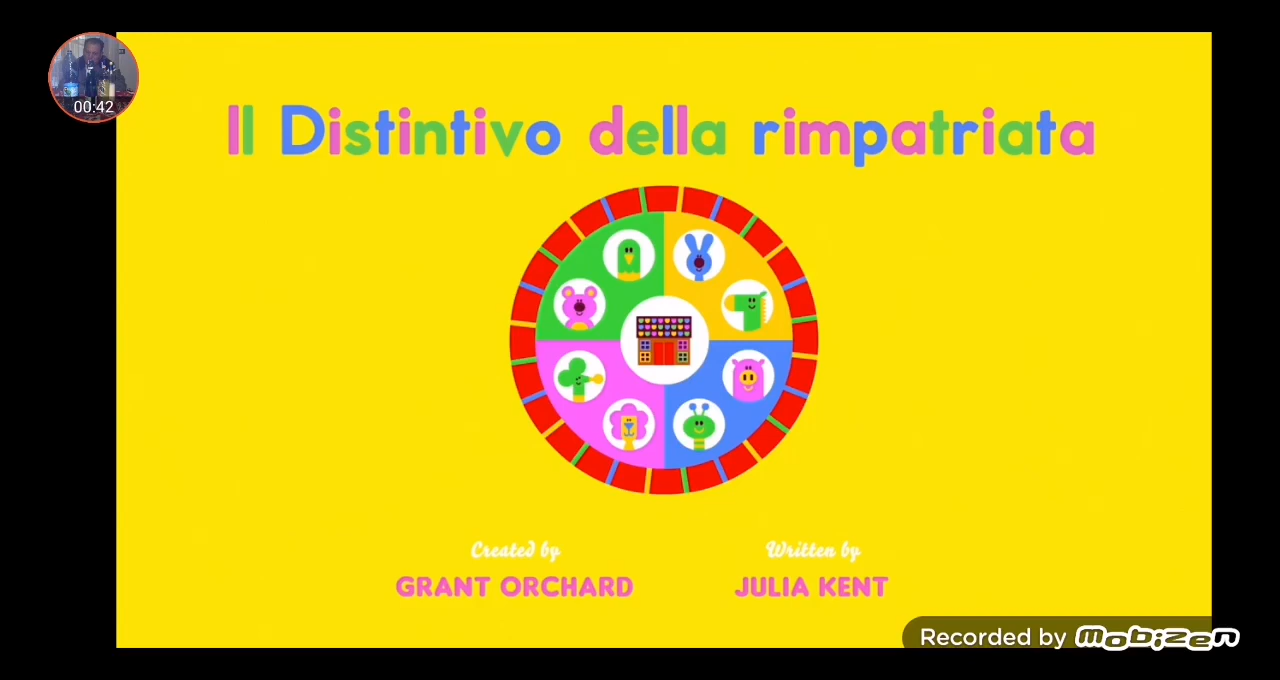 00:42
Il Distintivo della rimpatriata
Created by
GRANT ORCHARD
Written by
JULIA KENT
Recorded by Mobizen